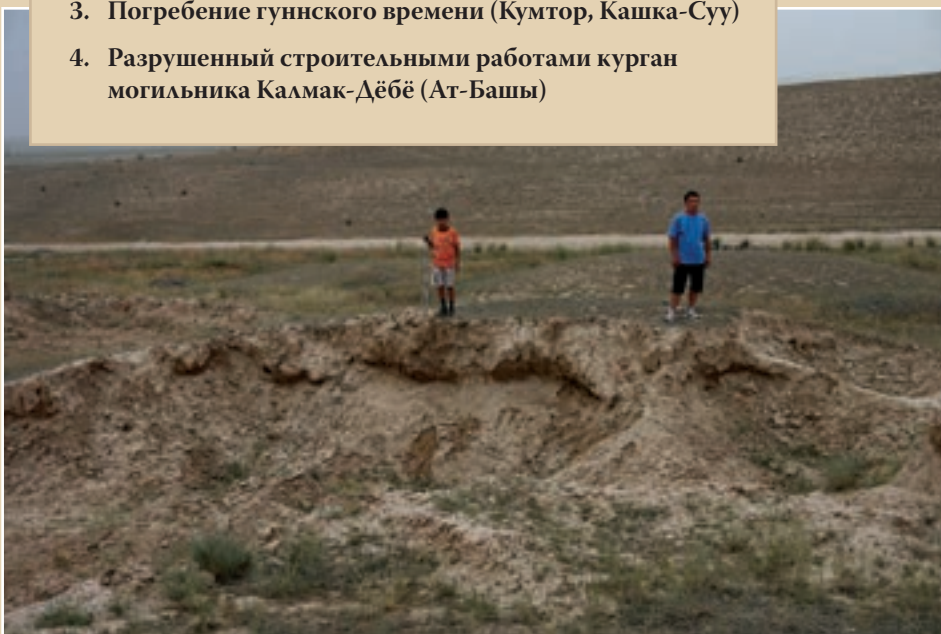 3. Погребение гуннского времени (Кумтор, Кашка-Суу)
4. Разрушенный строительными работами курган
могильника Калмак-Дёбё (Ат-Башы)